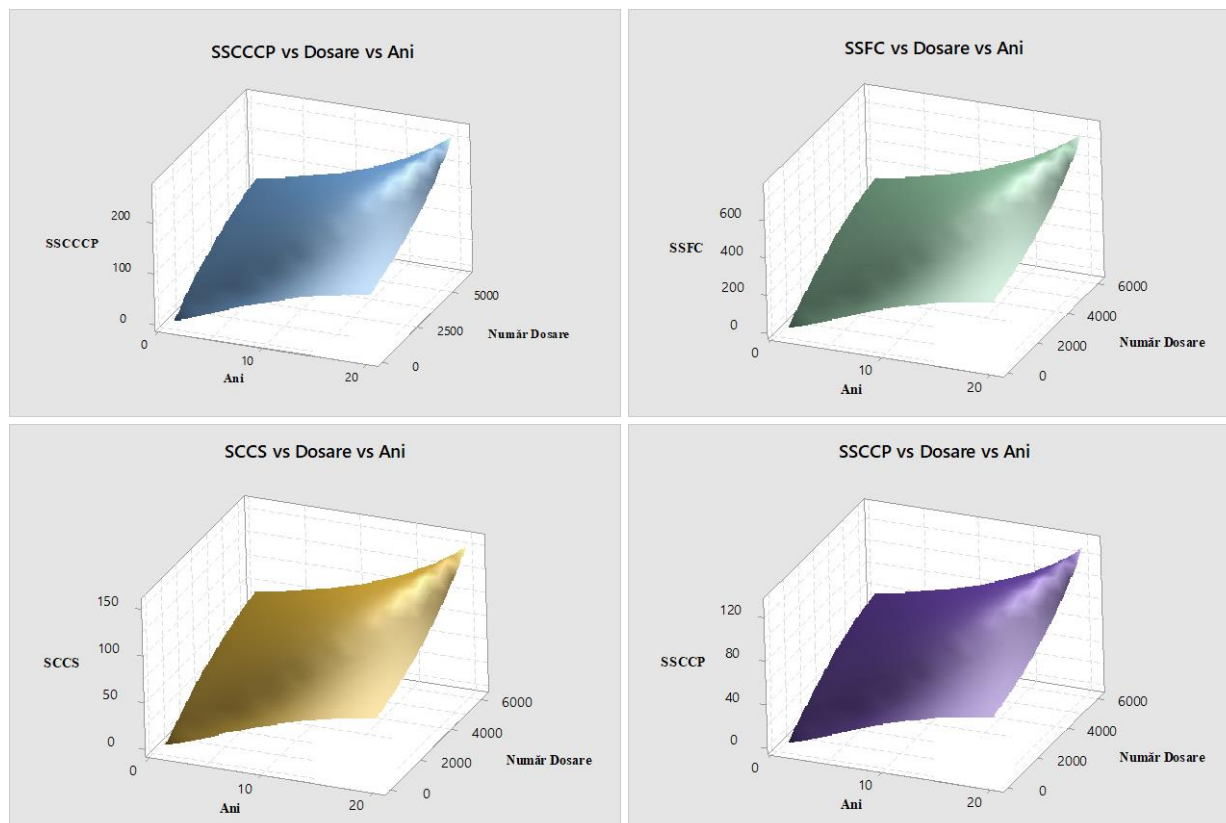 SSCCCP vs Dosare vs Ani
200
SSCCCP
100
0
0
10
Ani
20
0
2500
5000
Număr Dosare
SSFC vs Dosare vs Ani
600
SSFC
400
200
0
0
10
Ani
20
0
2000
4000
6000
Număr Dosare
SCCS vs Dosare vs Ani
150
100
SCCS
50
0
0
10
Ani
20
0
2000
4000
6000
Număr Dosare
SSCCP vs Dosare vs Ani
120
80
SSCCP
40
0
0
10
Ani
20
0
2000
4000
6000
Număr Dosare